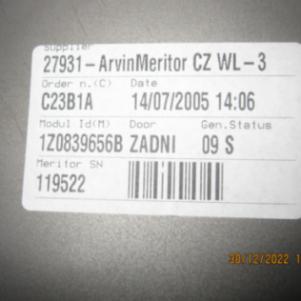 Supplier
27931-ArvinMeritor CZ WL-3
Order n.(C) Date
C23B1A 14/07/2005 14:06
Modul Id(M) Door Gen.Status
1Z0839656B ZADNI 09 S
Meritor SN
119522
30/12/2022